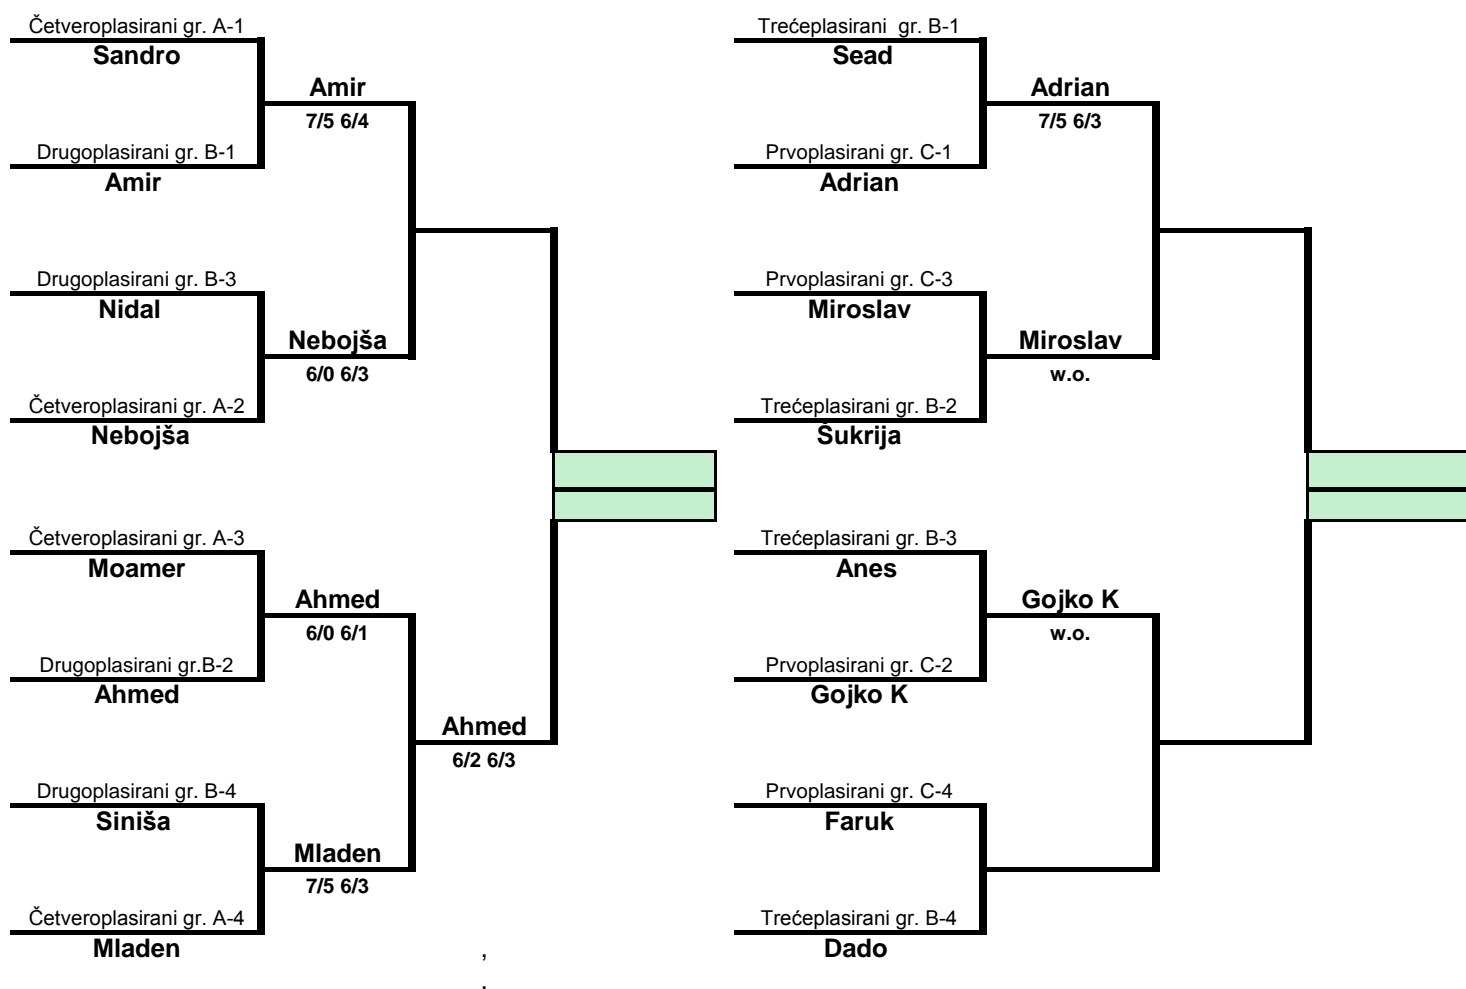 Četveroplasirani gr. A-1
Sandro
Amir
7/5 6/4
Drugoplasirani gr. B-1
Amir
Drugoplasirani gr. B-3
Nidal
Nebojša
6/0 6/3
Četveroplasirani gr. A-2
Nebojša
Četveroplasirani gr. A-3
Moamer
Ahmed
6/0 6/1
Drugoplasirani gr.B-2
Ahmed
Ahmed
6/2 6/3
Drugoplasirani gr. B-4
Siniša
Mladen
7/5 6/3
Četveroplasirani gr. A-4
Mladen
,
.
Trećeplasirani gr. B-1
Sead
Adrian
7/5 6/3
Prvoplasirani gr. C-1
Adrian
Prvoplasirani gr. C-3
Miroslav
Miroslav
w.o.
Trećeplasirani gr. B-2
Šukrija
Trećeplasirani gr. B-3
Anes
Gojko K
w.o.
Prvoplasirani gr. C-2
Gojko K
Prvoplasirani gr. C-4
Faruk
Trećeplasirani gr. B-4
Dado